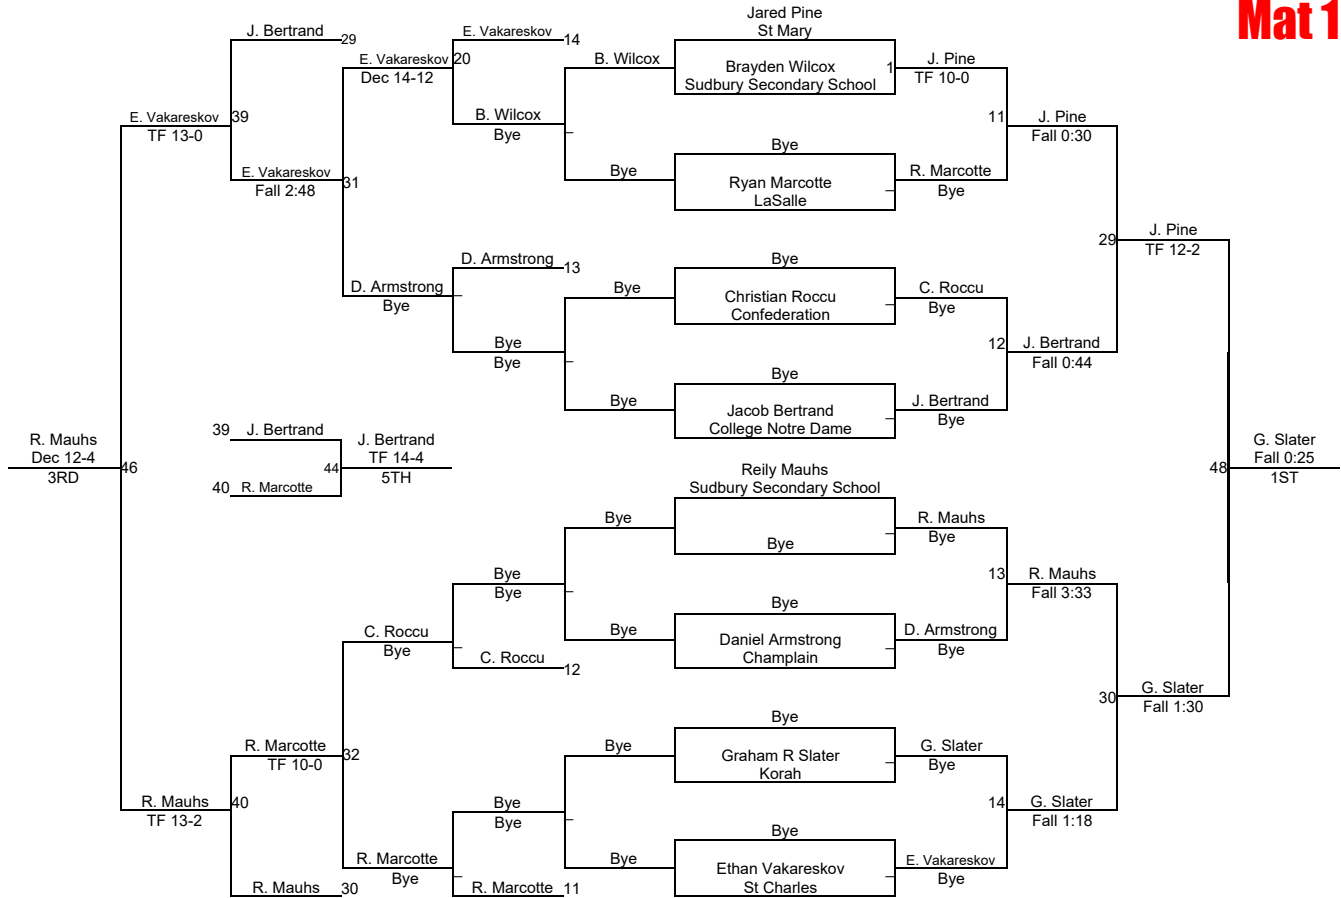 Mat 1
Jared Pine
St Mary
J. Bertrand
29
E. Vakareskov
14
E. Vakareskov
20
Dec 14-12
B. Wilcox
Brayden Wilcox
Sudbury Secondary School
1
J. Pine
TF 10-0
E. Vakareskov
39
TF 13-0
B. Wilcox
Bye
11
J. Pine
Fall 0:30
Bye
E. Vakareskov
31
Fall 2:48
Bye
Ryan Marcotte
LaSalle
R. Marcotte
Bye
29
J. Pine
TF 12-2
D. Armstrong
13
Bye
D. Armstrong
Bye
Bye
Christian Roccu
Confederation
C. Roccu
Bye
Bye
Bye
12
J. Bertrand
Fall 0:44
Bye
Bye
Jacob Bertrand
College Notre Dame
J. Bertrand
Bye
39
J. Bertrand
R. Mauhs
Dec 12-4
3RD
46
44
J. Bertrand
TF 14-4
5TH
40
R. Marcotte
48
G. Slater
Fall 0:25
1ST
Reily Mauhs
Sudbury Secondary School
Bye
Bye
R. Mauhs
Bye
Bye
Bye
13
R. Mauhs
Fall 3:33
Bye
C. Roccu
Bye
Bye
Daniel Armstrong
Champlain
D. Armstrong
Bye
C. Roccu
12
30
G. Slater
Fall 1:30
Bye
R. Marcotte
32
TF 10-0
Bye
Graham R Slater
Korah
G. Slater
Bye
R. Mauhs
40
TF 13-2
Bye
Bye
14
G. Slater
Fall 1:18
Bye
R. Marcotte
Bye
Bye
Ethan Vakareskov
St Charles
E. Vakareskov
Bye
R. Mauhs
30
R. Marcotte
11